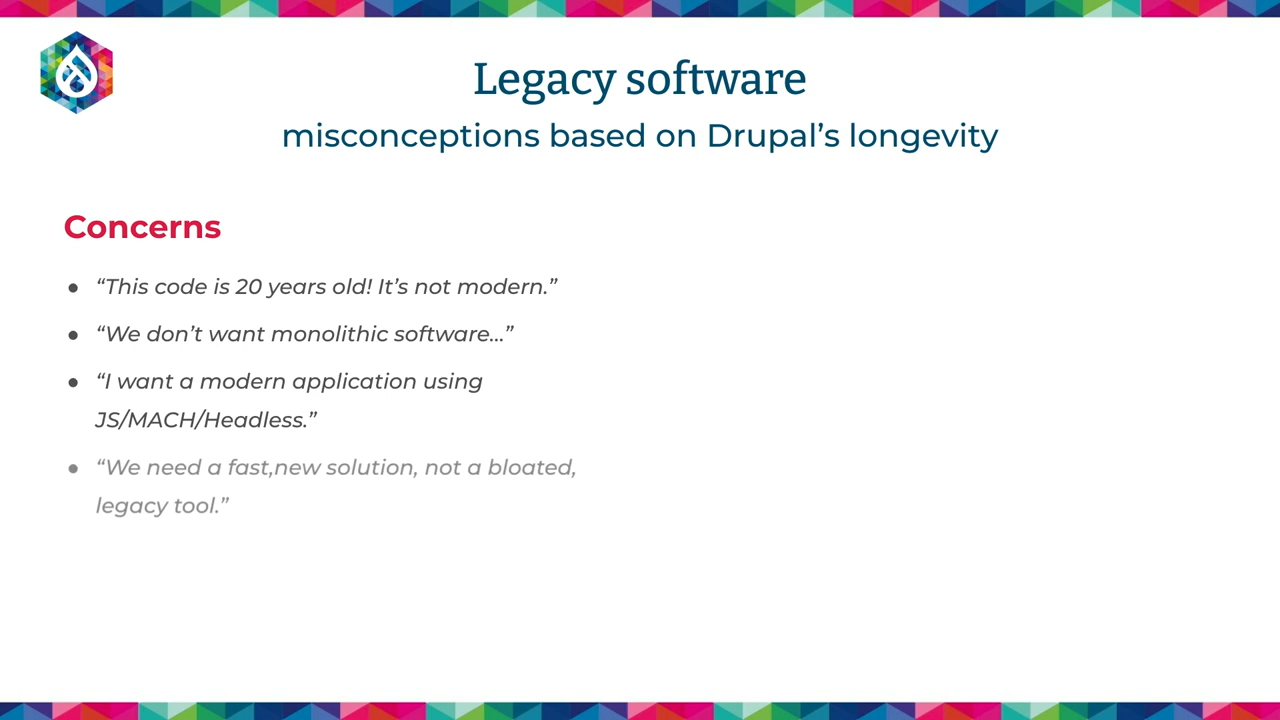 Legacy software
misconceptions based on Drupal’s longevity
Concerns
● “This code is 20 years old! It’s not modern.”
● “We don’t want monolithic software...”
● “I want a modern application using
JS/MACH/Headless.”
● “We need a fast,new solution, not a bloated,
legacy tool.”